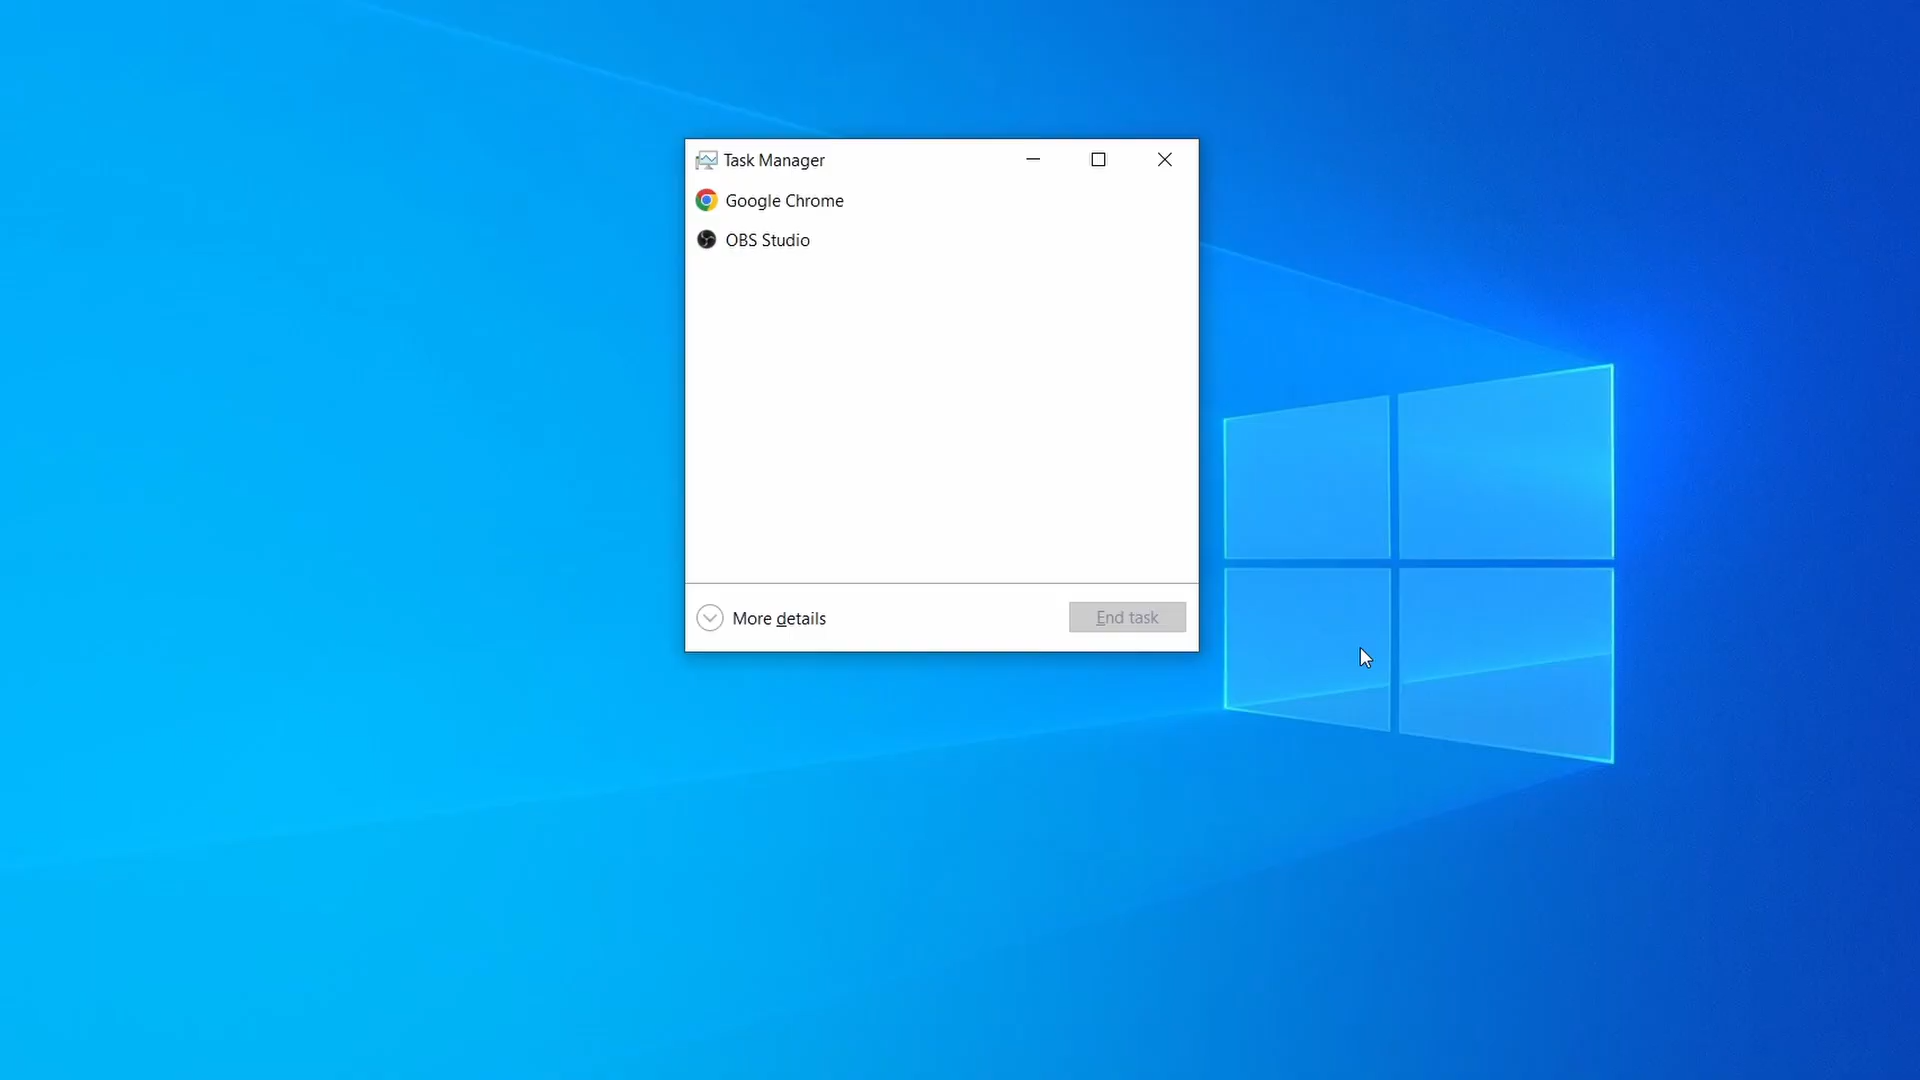 Task Manager
Google Chrome
OBS Studio
More details
End task